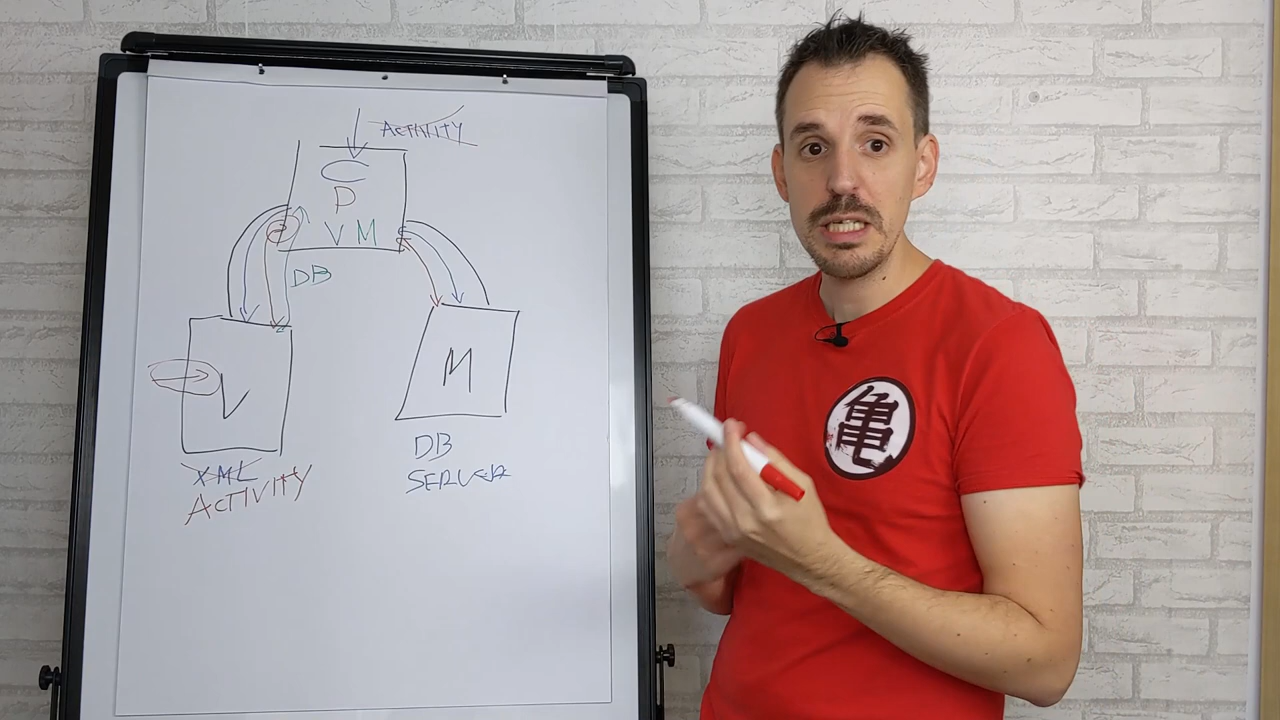 ACTIVITY
C
P
V M
DB
V
M
XML
ACTIVITY
DB
SERVER
亀